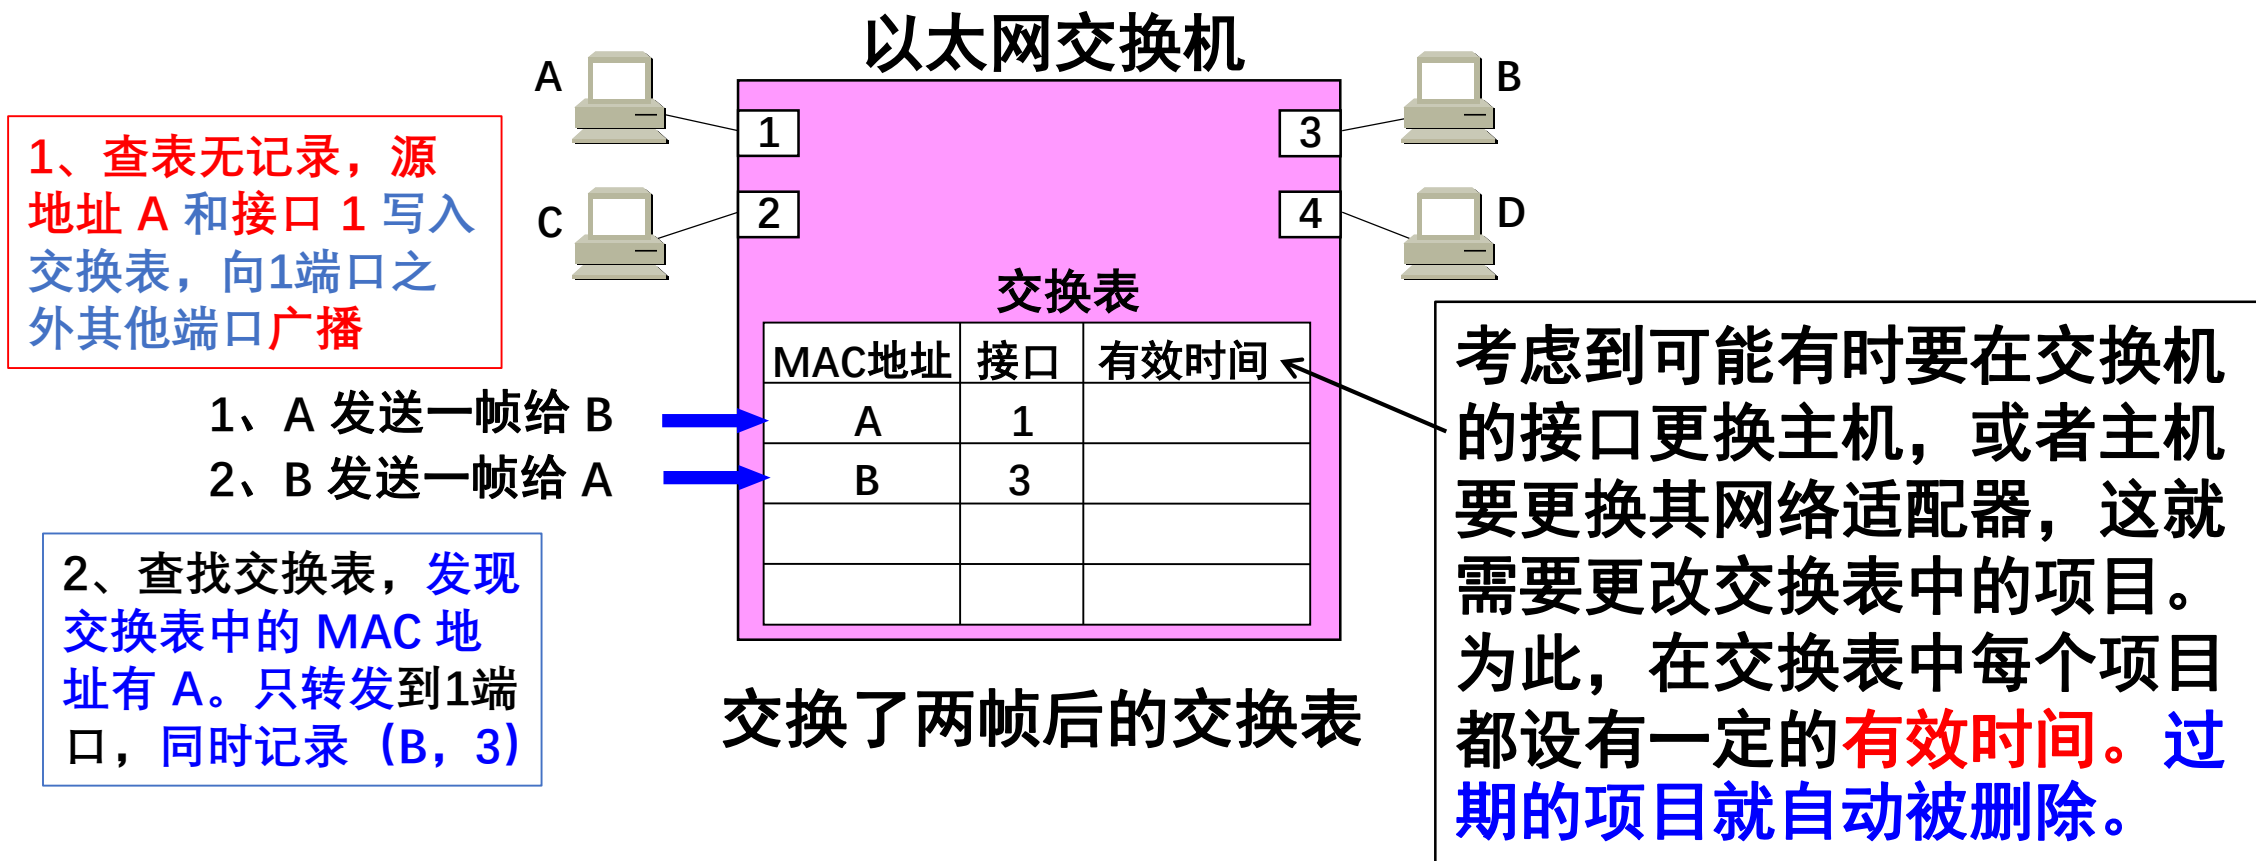 以太网交换机
A
B
1
3
C
D
2
4
1、查表无记录，源
地址 A 和接口 1 写入
交换表，向1端口之
外其他端口广播
交换表
MAC地址 接口 有效时间
A 1
B 3
1、A 发送一帧给 B
2、B 发送一帧给 A
2、查找交换表，发现
交换表中的 MAC 地
址有 A。只转发到1端
口，同时记录（B，3）
交换了两帧后的交换表
考虑到可能有时要在交换机
的接口更换主机，或者主机
要更换其网络适配器，这就
需要更改交换表中的项目。
为此，在交换表中每个项目
都设有一定的有效时间。过
期的项目就自动被删除。